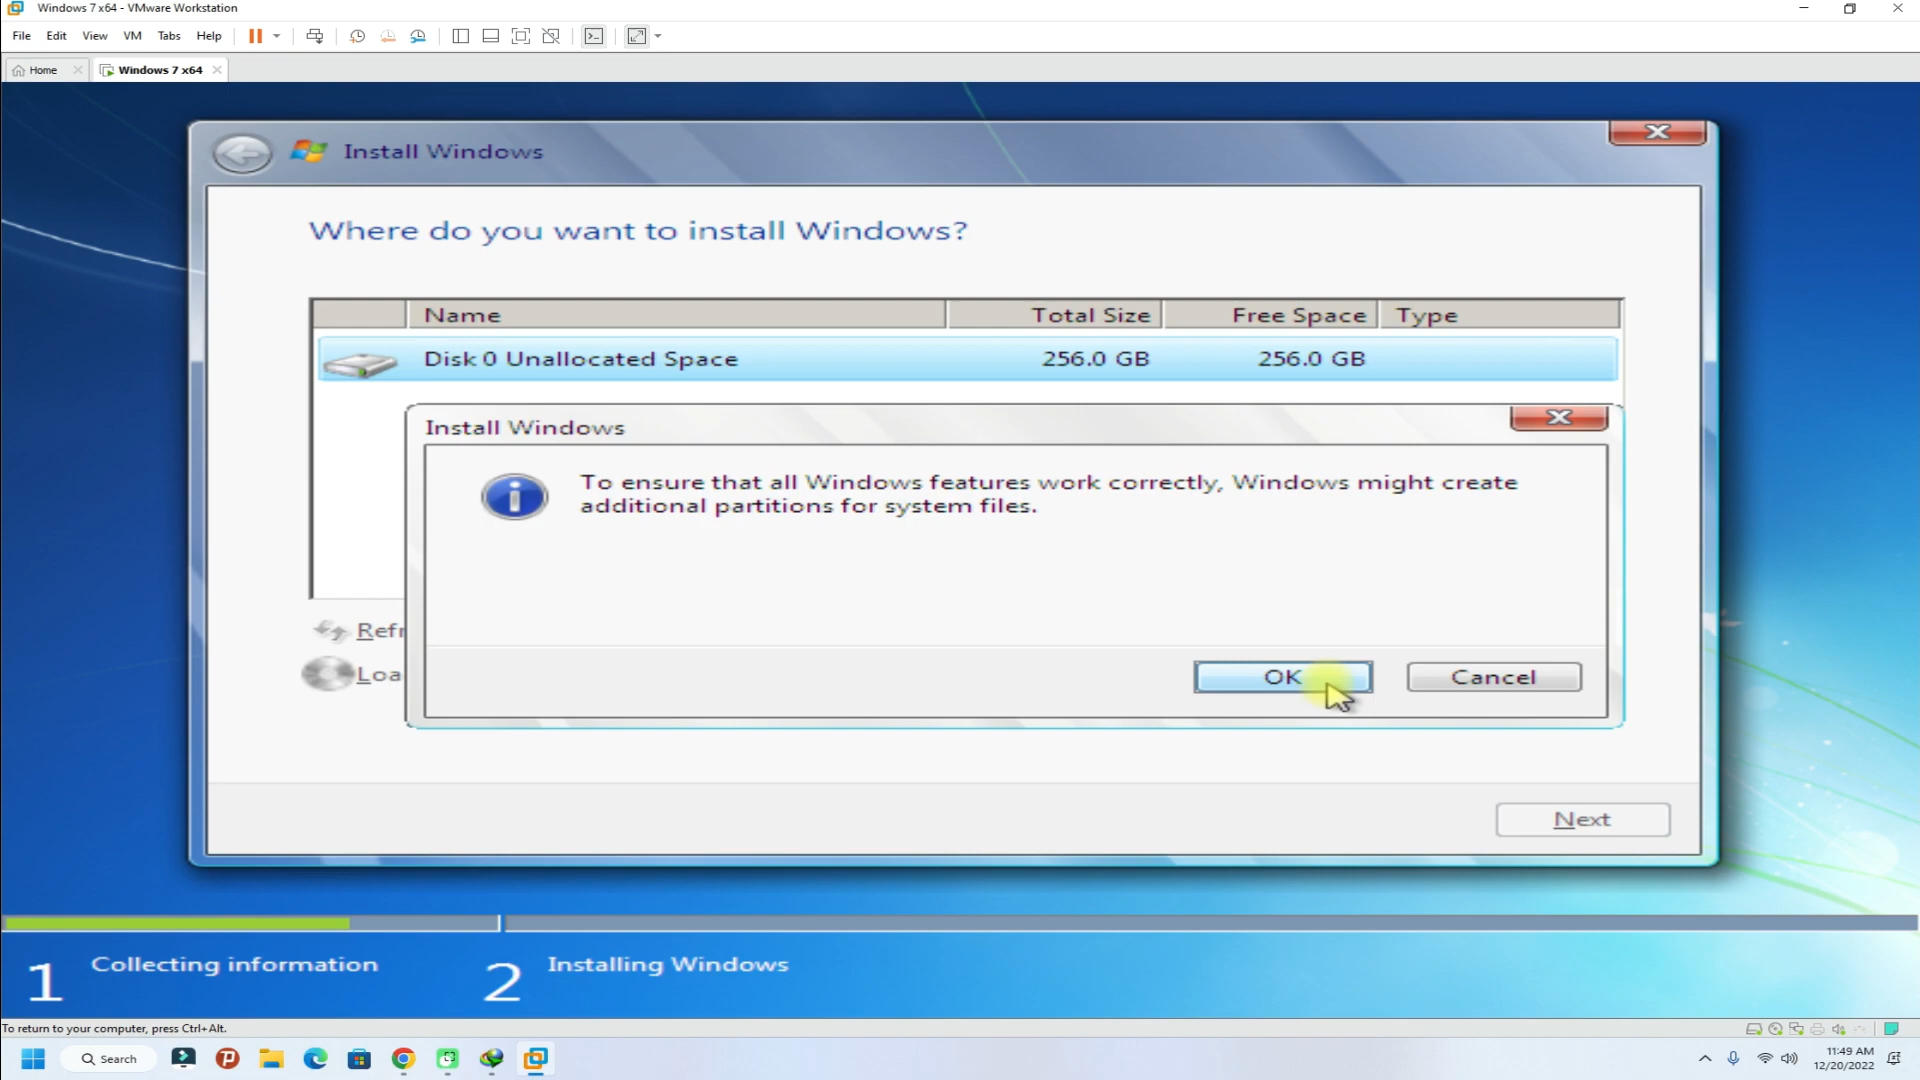 Windows 7 x64 - VMware Workstation
File Edit View VM Tabs Help
Home Windows 7 x64
Install Windows
Where do you want to install Windows?
Name Total Size Free Space Type
Disk 0 Unallocated Space 256.0 GB 256.0 GB
Install Windows
To ensure that all Windows features work correctly, Windows might create
additional partitions for system files.
Refr
Loa
OK Cancel
Next
1 Collecting information 2 Installing Windows
To return to your computer, press Ctrl+Alt.
Search
11:49 AM
12/20/2022